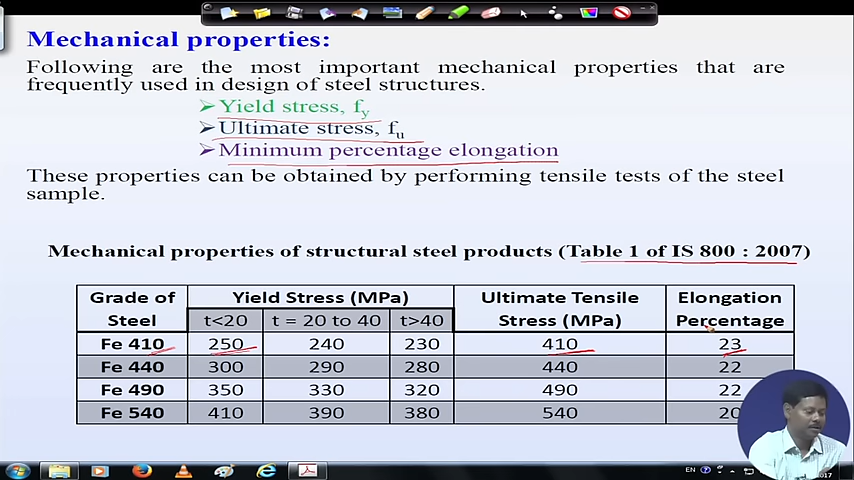 Mechanical properties:
Following are the most important mechanical properties that are
frequently used in design of steel structures.
➢Yield stress, fy
➢Ultimate stress, fu
➢Minimum percentage elongation
These properties can be obtained by performing tensile tests of the steel
sample.
Mechanical properties of structural steel products (Table 1 of IS 800 : 2007)
Grade of Steel Yield Stress (MPa) Ultimate Tensile Stress (MPa) Elongation Percentage
t<20 t = 20 to 40 t>40
Fe 410 250 240 230 410 23
Fe 440 300 290 280 440 22
Fe 490 350 330 320 490 22
Fe 540 410 390 380 540 20
EN